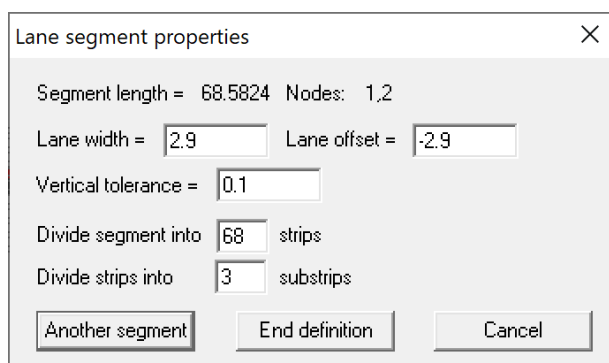 Lane segment properties
Segment length = 68.5824 Nodes: 1,2
Lane width = 2.9 Lane offset = -2.9
Vertical tolerance = 0.1
Divide segment into 68 strips
Divide strips into 3 substrips
Another segment End definition Cancel